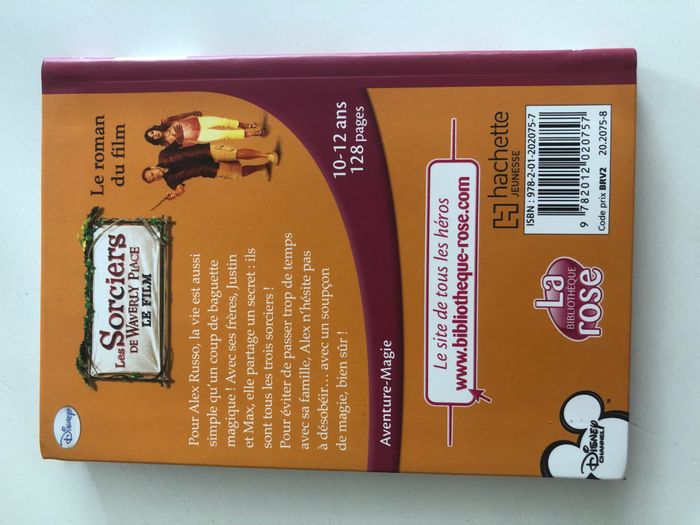 Les Sorciers
DE WAVERLY PLACE
LE FILM
Le roman
du film
Disney
Pour Alex Russo, la vie est aussi
simple qu'un coup de baguette
magique ! Avec ses frères, Justin
et Max, elle partage un secret : ils
sont tous les trois sorciers !
Pour éviter de passer trop de temps
avec sa famille, Alex n'hésite pas
à désobéir... avec un soupçon
de magie, bien sûr !
10-12 ans
128 pages
Aventure-Magie
Le site de tous les héros
www.bibliotheque-rose.com
hachette
JEUNESSE
ISBN : 978-2-01-202075-7
9 782012 020757
Code prix BRV2 20.2075-8
La
BIBLIOTHÈQUE
rose
Disney
CHANNEL